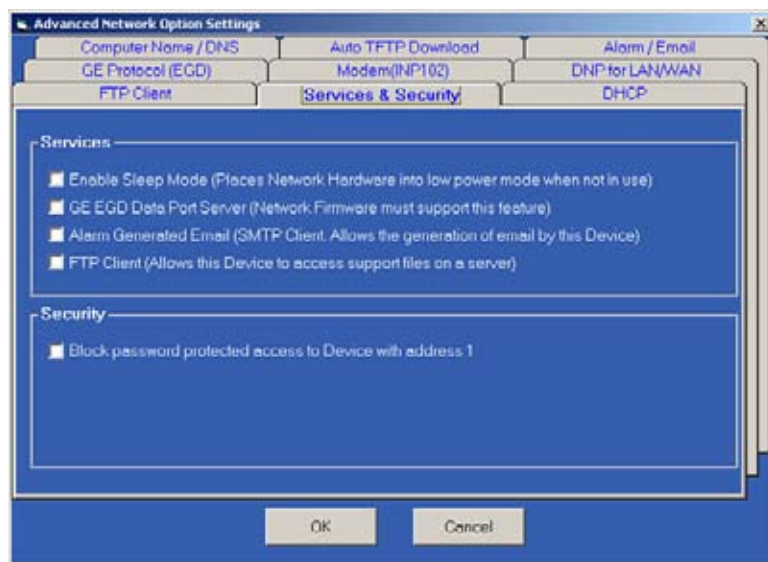 Advanced Network Option Settings
Computer Name / DNS
Auto TFTP Download
Alarm / Email
GE Protocol (EGD)
Modem(INP102)
DNP for LAN/WAN
FTP Client
Services & Security
DHCP
Services
Enable Sleep Mode (Places Network Hardware into low power mode when not in use)
GE EGD Data Port Server (Network Firmware must support this feature)
Alarm Generated Email (SMTP Client. Allows the generation of email by this Device)
FTP Client (Allows this Device to access support files on a server)
Security
Block password protected access to Device with address 1
OK
Cancel